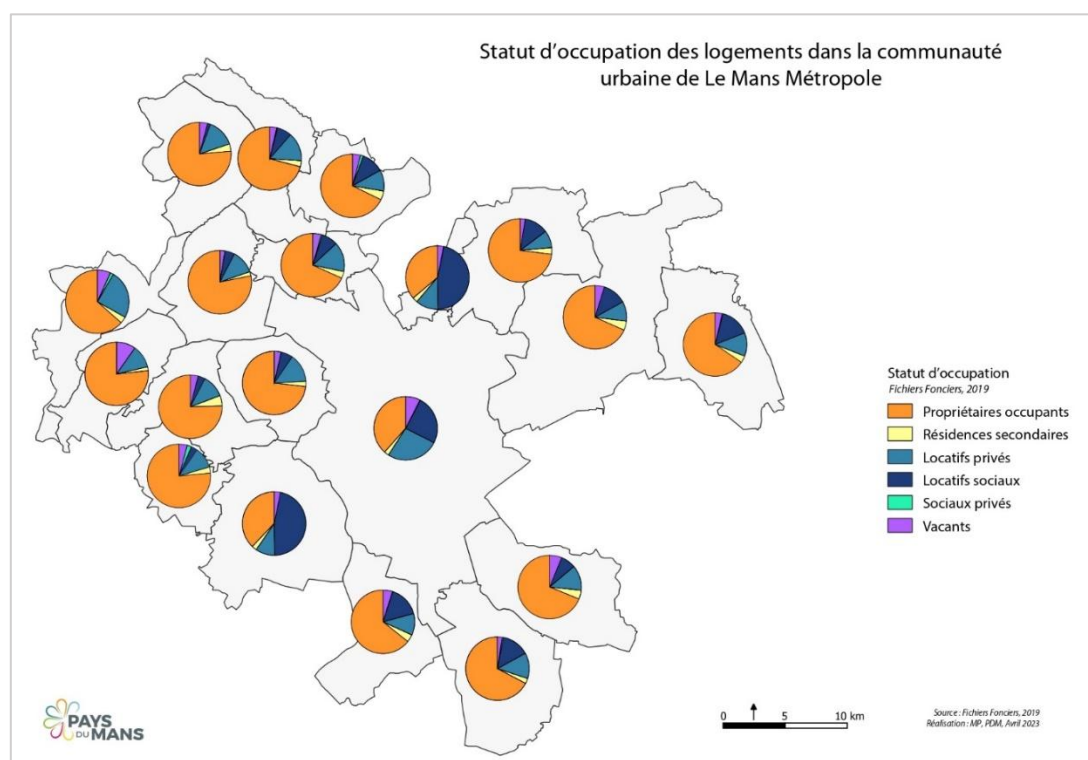 Statut d'occupation des logements dans la communauté
urbaine de Le Mans Métropole
Statut d'occupation
Fichiers Fonciers, 2019
Propriétaires occupants
Résidences secondaires
Locatifs privés
Locatifs sociaux
Sociaux privés
Vacants
PAYS
DU MANS
0 5 10 km
Source : Fichiers Fonciers, 2019
Réalisation : MP, PDM, Avril 2023